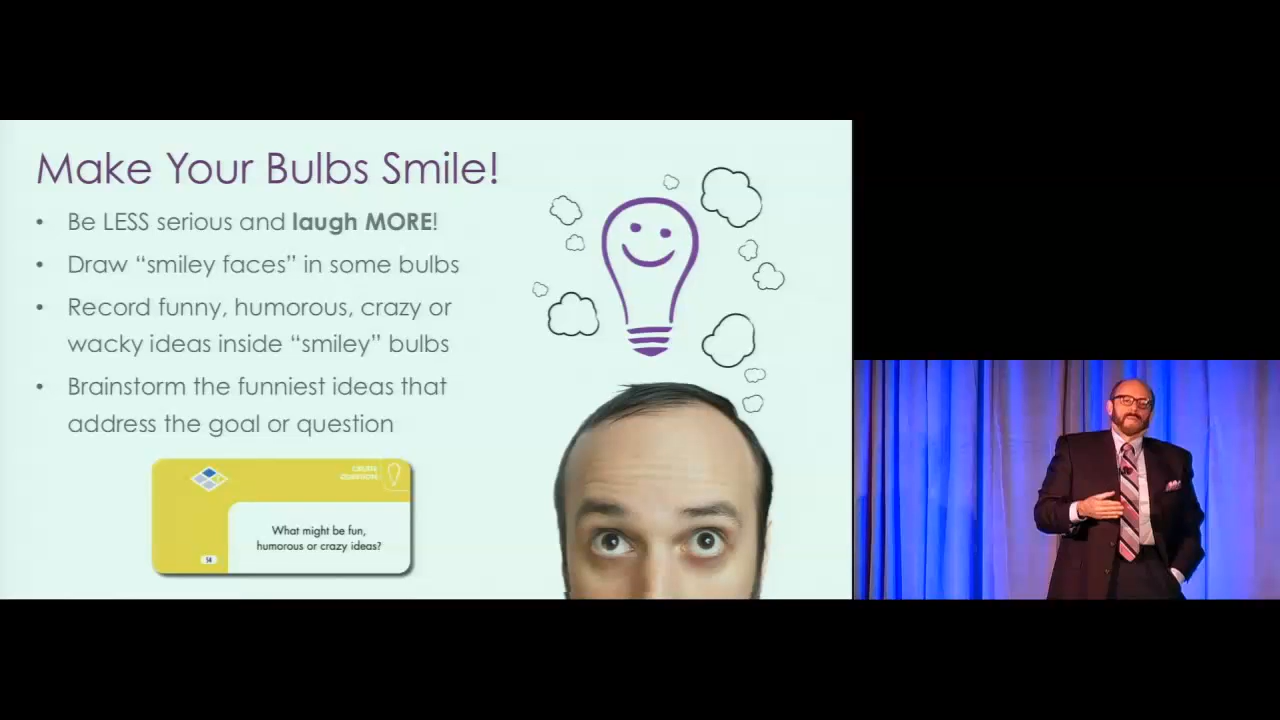 Make Your Bulbs Smile!
• Be LESS serious and laugh MORE!
• Draw “smiley faces” in some bulbs
• Record funny, humorous, crazy or
wacky ideas inside “smiley” bulbs
• Brainstorm the funniest ideas that
address the goal or question
What might be fun,
humorous or crazy ideas?